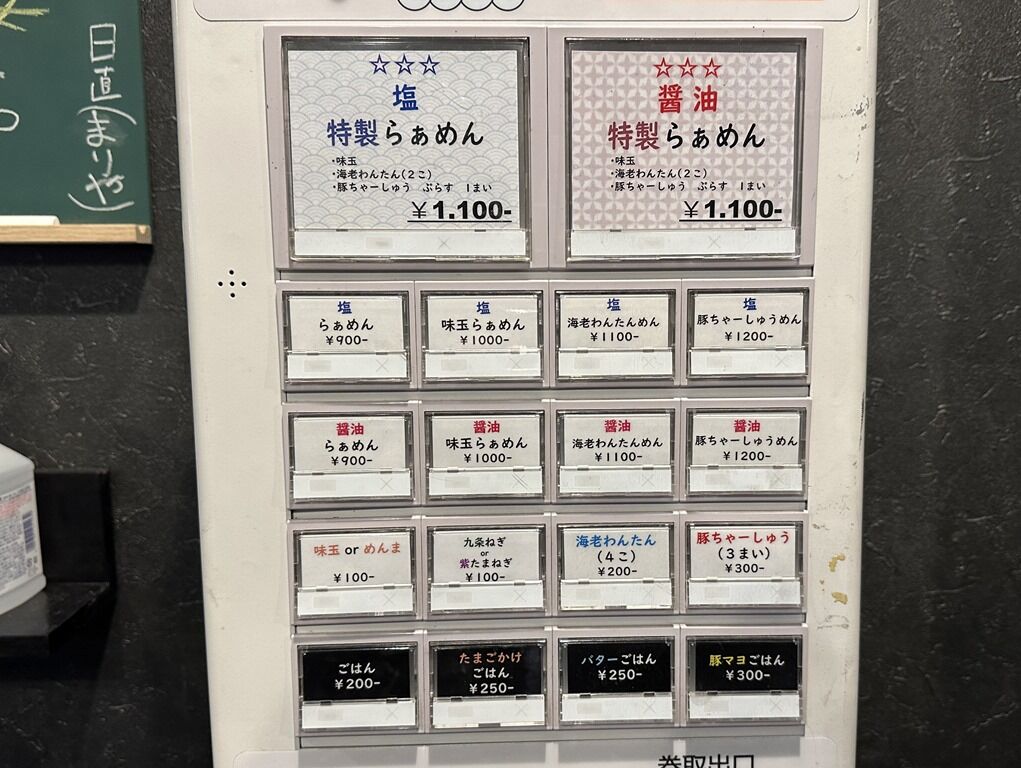 日直(まりや)
☆☆☆
塩
特製らぁめん
・味玉
・海老わんたん(2こ)
・豚ちゃーしゅう ぷらす 1まい
¥1.100-
☆☆☆
醤油
特製らぁめん
・味玉
・海老わんたん(2こ)
・豚ちゃーしゅう ぷらす 1まい
¥1.100-
塩
らぁめん
¥900-
塩
味玉らぁめん
¥1000-
塩
海老わんたんめん
¥1100-
塩
豚ちゃーしゅうめん
¥1200-
醤油
らぁめん
¥900-
醤油
味玉らぁめん
¥1000-
醤油
海老わんたんめん
¥1100-
醤油
豚ちゃーしゅうめん
¥1200-
味玉 or めんま
¥100-
九条ねぎ
or
紫たまねぎ
¥100-
海老わんたん
(4こ)
¥200-
豚ちゃーしゅう
(3まい)
¥300-
ごはん
¥200-
たまごかけ
ごはん
¥250-
バターごはん
¥250-
豚マヨごはん
¥300-
券取出口